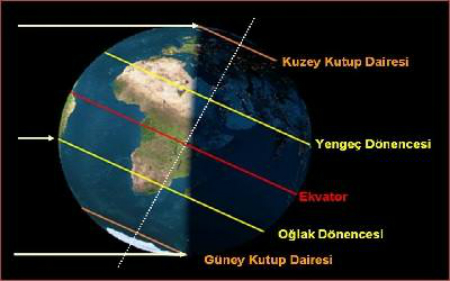 Kuzey Kutup Dairesi
Yengeç Dönencesi
Ekvator
Oğlak Dönencesi
Güney Kutup Dairesi